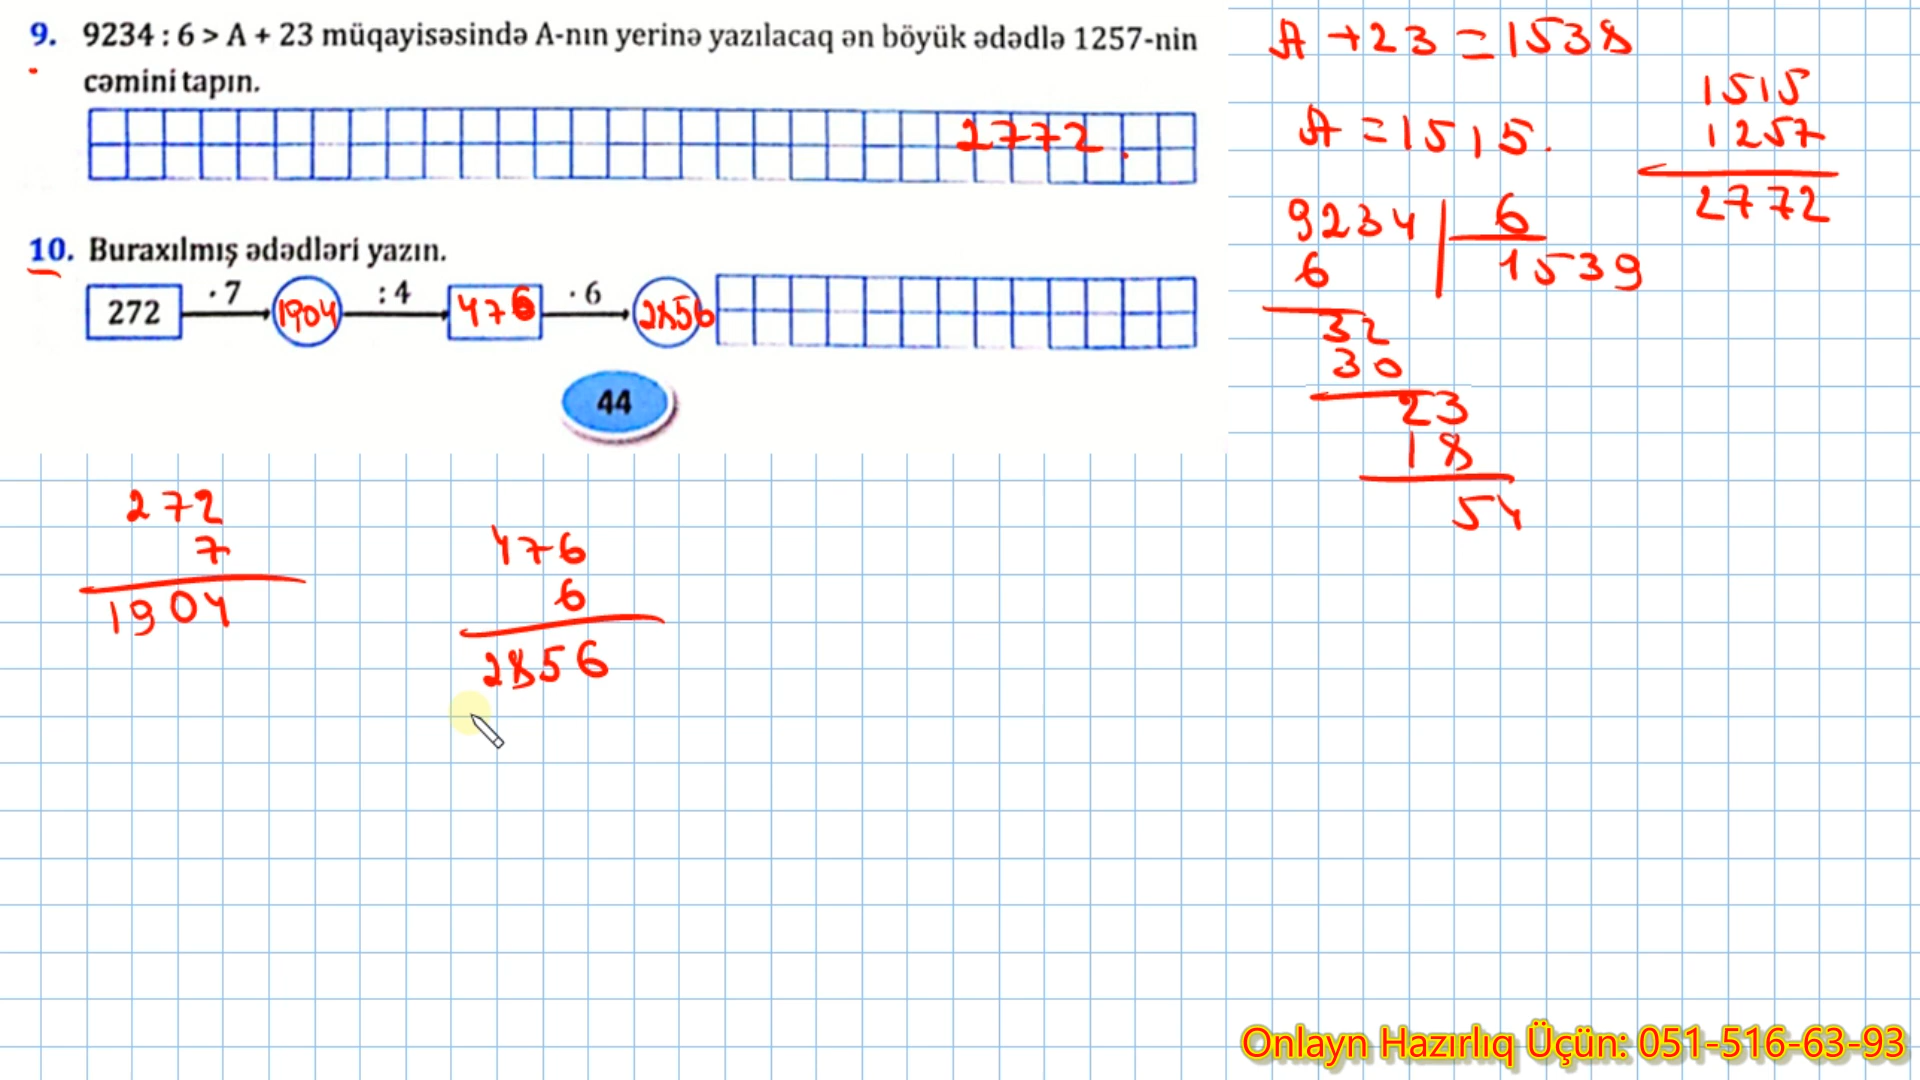 9. 9234 : 6 > A + 23 müqayisəsində A-nın yerinə yazılacaq ən böyük ədədlə 1257-nin
cəmini tapın.
2772.
10. Buraxılmış ədədləri yazın.
272 · 7 1904 : 4 476 · 6 2856
44
272
7
1904
476
6
2856
A + 23 = 1538
A = 1515.
1515
1257
2772
9234 6
6 1539
32
30
23
18
54
Onlayn Hazırlıq Üçün: 051-516-63-93